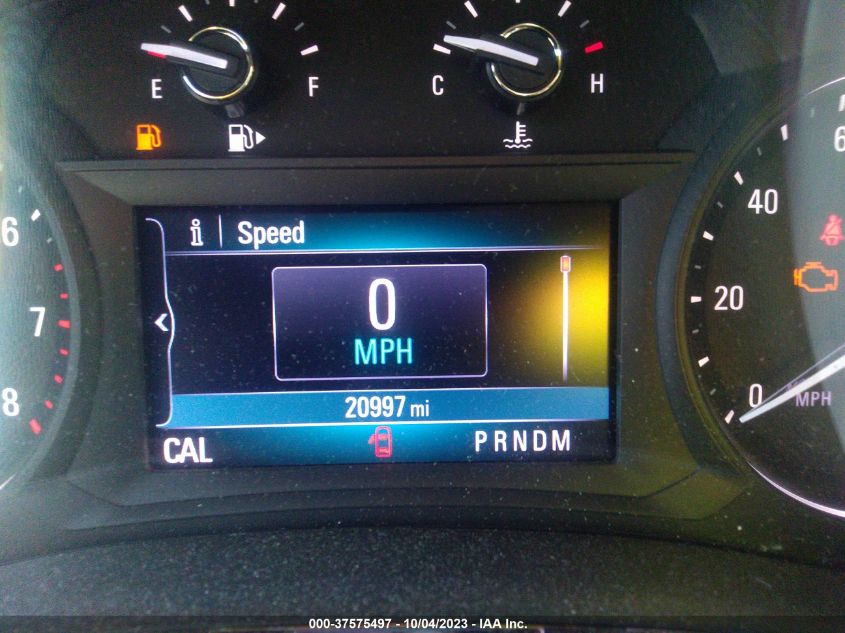 E F
C H
6
7
8
i Speed
0
MPH
20997 mi
CAL
PRNDM
6
40
20
0
MPH
000-37575497 - 10/04/2023 - IAA Inc.